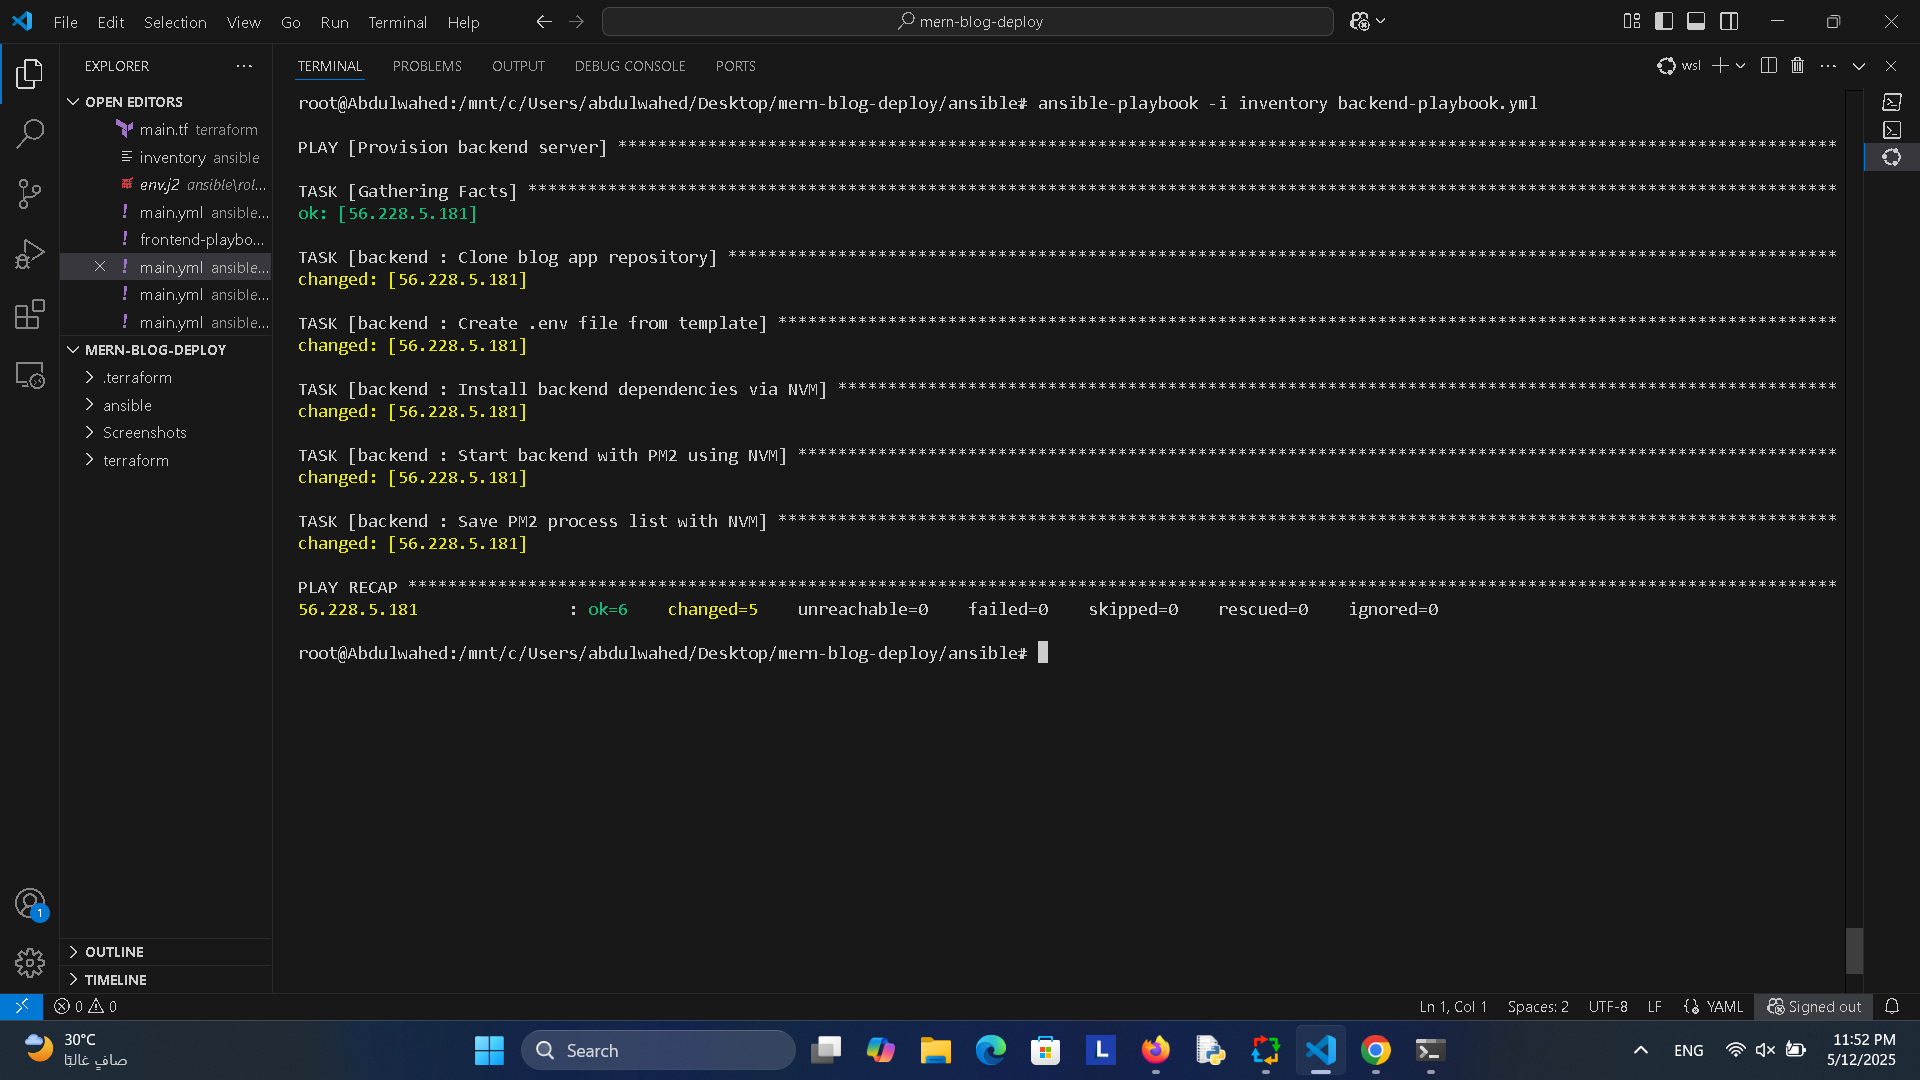 File Edit Selection View Go Run Terminal Help
mern-blog-deploy
EXPLORER
OPEN EDITORS
main.tf terraform
inventory ansible
env.j2 ansible\rol...
main.yml ansible...
frontend-playbo...
main.yml ansible...
main.yml ansible...
main.yml ansible...
MERN-BLOG-DEPLOY
.terraform
ansible
Screenshots
terraform
OUTLINE
TIMELINE
TERMINAL PROBLEMS OUTPUT DEBUG CONSOLE PORTS
wsl
root@Abdulwahed:/mnt/c/Users/abdulwahed/Desktop/mern-blog-deploy/ansible# ansible-playbook -i inventory backend-playbook.yml
PLAY [Provision backend server] **************************************************************************************************************************
TASK [Gathering Facts] ***********************************************************************************************************************************
ok: [56.228.5.181]
TASK [backend : Clone blog app repository] ***************************************************************************************************************
changed: [56.228.5.181]
TASK [backend : Create .env file from template] **********************************************************************************************************
changed: [56.228.5.181]
TASK [backend : Install backend dependencies via NVM] ****************************************************************************************************
changed: [56.228.5.181]
TASK [backend : Start backend with PM2 using NVM] ********************************************************************************************************
changed: [56.228.5.181]
TASK [backend : Save PM2 process list with NVM] **********************************************************************************************************
changed: [56.228.5.181]
PLAY RECAP ***********************************************************************************************************************************************
56.228.5.181 : ok=6 changed=5 unreachable=0 failed=0 skipped=0 rescued=0 ignored=0
root@Abdulwahed:/mnt/c/Users/abdulwahed/Desktop/mern-blog-deploy/ansible#
1
0 0
Ln 1, Col 1 Spaces: 2 UTF-8 LF YAML Signed out
30°C
صافٍ غالبًا
Search
L
ENG
11:52 PM
5/12/2025